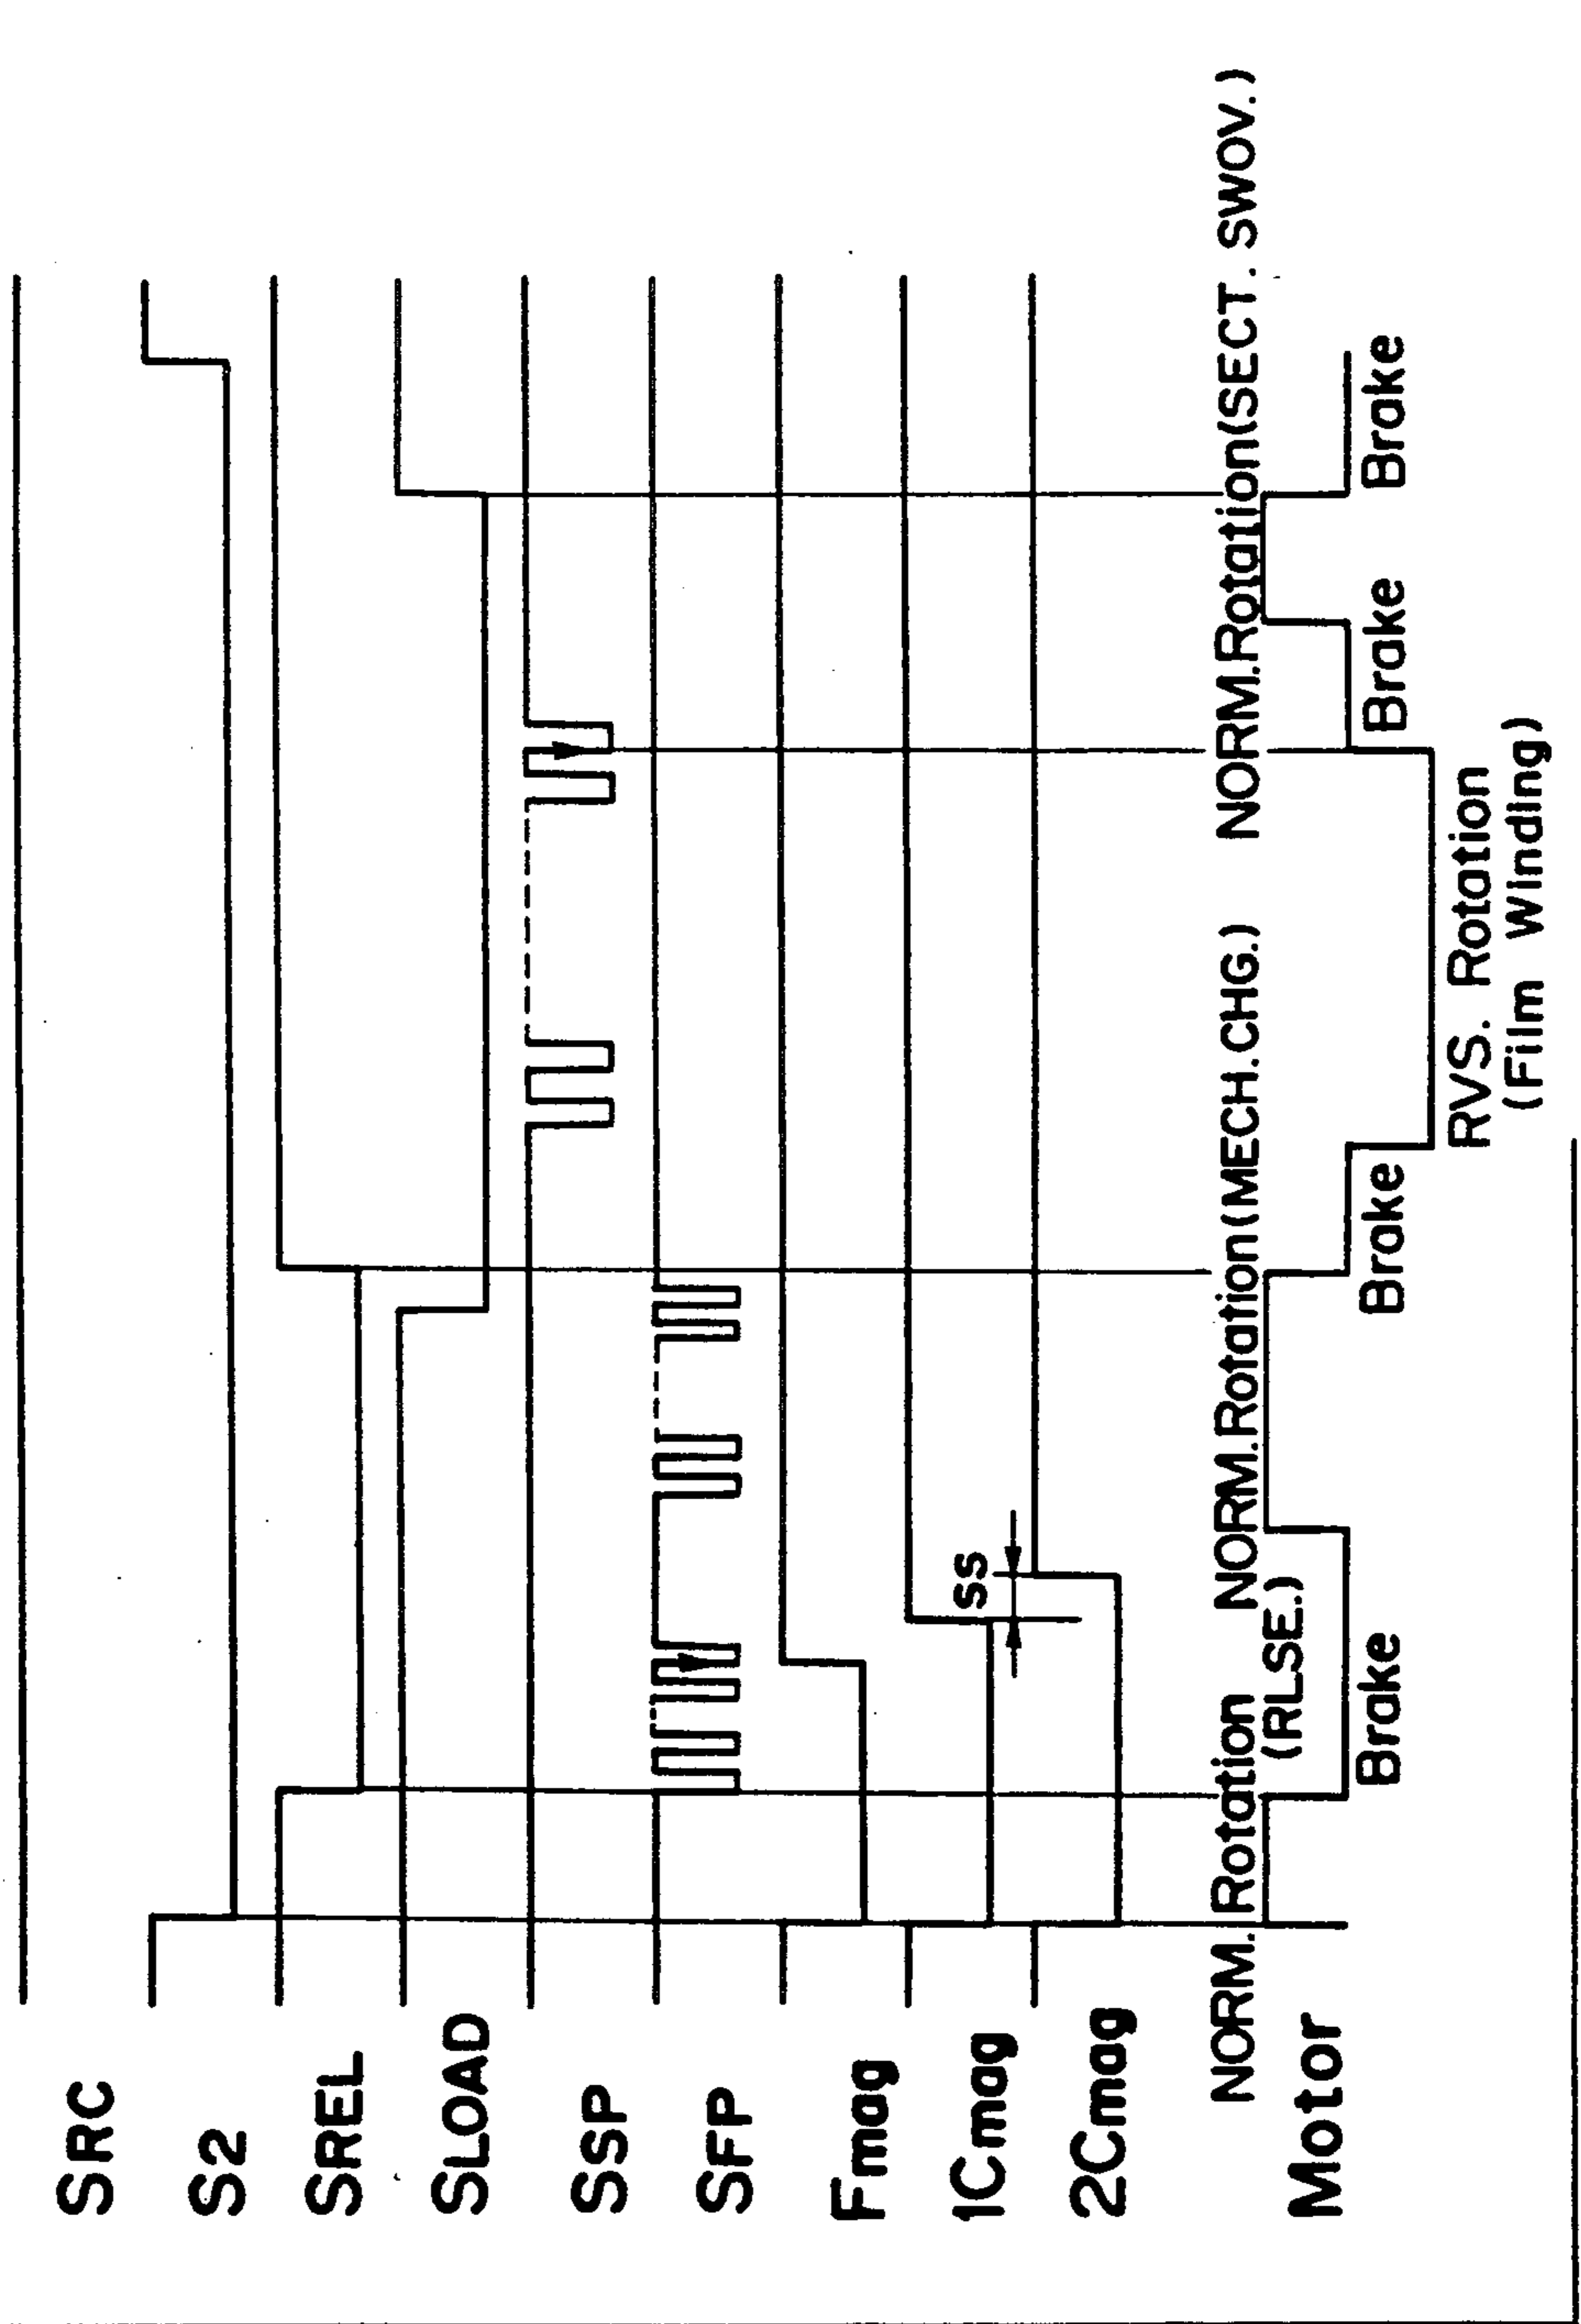 SRC
S2
SREL
SLOAD
SSP
SFP
Fmag
1Cmag
SS
2Cmag
NORM. Rotation
(RLSE.)
NORM.Rotation(MECH.CHG.)
NORM.Rotation(SECT. SWOV.)
Motor
Brake
Brake
Brake
Brake
RVS. Rotation
(Film Winding)